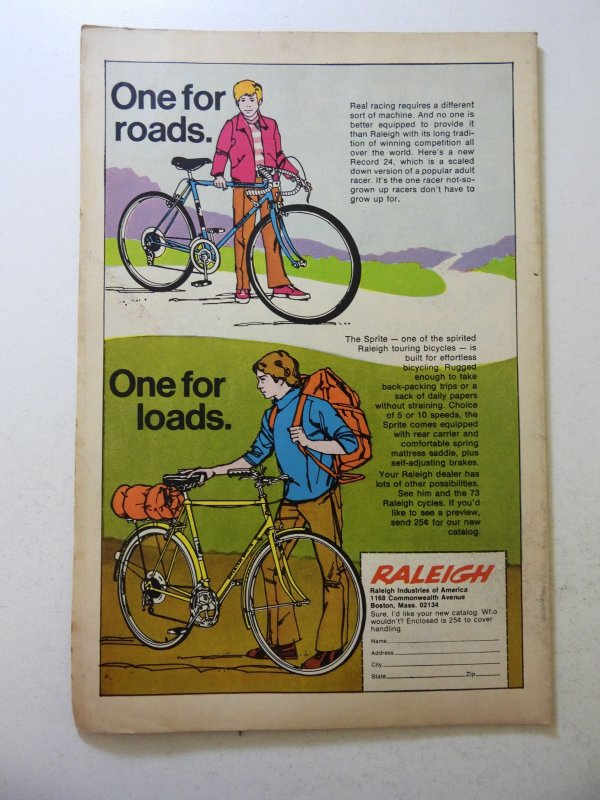 One for
roads.
Real racing requires a different
sort of machine. And no one is
better equipped to provide it
than Raleigh with its long tradi-
tion of winning competition all
over the world. Here's a new
Record 24, which is a scaled
down version of a popular adult
racer. It's the one racer not-so-
grown up racers don't have to
grow up for.
The Sprite — one of the spirited
Raleigh touring bicycles — is
built for effortless
bicycling. Rugged
enough to take
back-packing trips or a
sack of daily papers
without straining. Choice
of 5 or 10 speeds, the
Sprite comes equipped
with rear carrier and
comfortable spring
mattress saddle, plus
self-adjusting brakes.
Your Raleigh dealer has
lots of other possibilities.
See him and the 73
Raleigh cycles. If you'd
like to see a preview,
send 25¢ for our new
catalog.
One for
loads.
RALEIGH
Raleigh Industries of America
1168 Commonwealth Avenue
Boston, Mass. 02134
Sure, I'd like your new catalog. Who
wouldn't? Enclosed is 25¢ to cover
handling.
Name
Address
City
State Zip